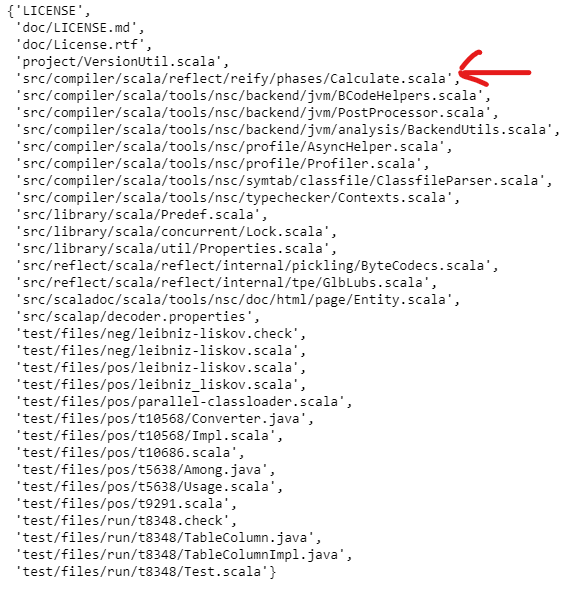 {'LICENSE',
'doc/LICENSE.md',
'doc/License.rtf',
'project/VersionUtil.scala',
'src/compiler/scala/reflect/reify/phases/Calculate.scala',
'src/compiler/scala/tools/nsc/backend/jvm/BCodeHelpers.scala',
'src/compiler/scala/tools/nsc/backend/jvm/PostProcessor.scala',
'src/compiler/scala/tools/nsc/backend/jvm/analysis/BackendUtils.scala',
'src/compiler/scala/tools/nsc/profile/AsyncHelper.scala',
'src/compiler/scala/tools/nsc/profile/Profiler.scala',
'src/compiler/scala/tools/nsc/symtab/classfile/ClassfileParser.scala',
'src/compiler/scala/tools/nsc/typechecker/Contexts.scala',
'src/library/scala/Predef.scala',
'src/library/scala/concurrent/Lock.scala',
'src/library/scala/util/Properties.scala',
'src/reflect/scala/reflect/internal/pickling/ByteCodecs.scala',
'src/reflect/scala/reflect/internal/tpe/GlbLubs.scala',
'src/scaladoc/scala/tools/nsc/doc/html/page/Entity.scala',
'src/scalap/decoder.properties',
'test/files/neg/leibniz-liskov.check',
'test/files/neg/leibniz-liskov.scala',
'test/files/pos/leibniz-liskov.scala',
'test/files/pos/leibniz_liskov.scala',
'test/files/pos/parallel-classloader.scala',
'test/files/pos/t10568/Converter.java',
'test/files/pos/t10568/Impl.scala',
'test/files/pos/t10686.scala',
'test/files/pos/t5638/Among.java',
'test/files/pos/t5638/Usage.scala',
'test/files/pos/t9291.scala',
'test/files/run/t8348.check',
'test/files/run/t8348/TableColumn.java',
'test/files/run/t8348/TableColumnImpl.java',
'test/files/run/t8348/Test.scala'}